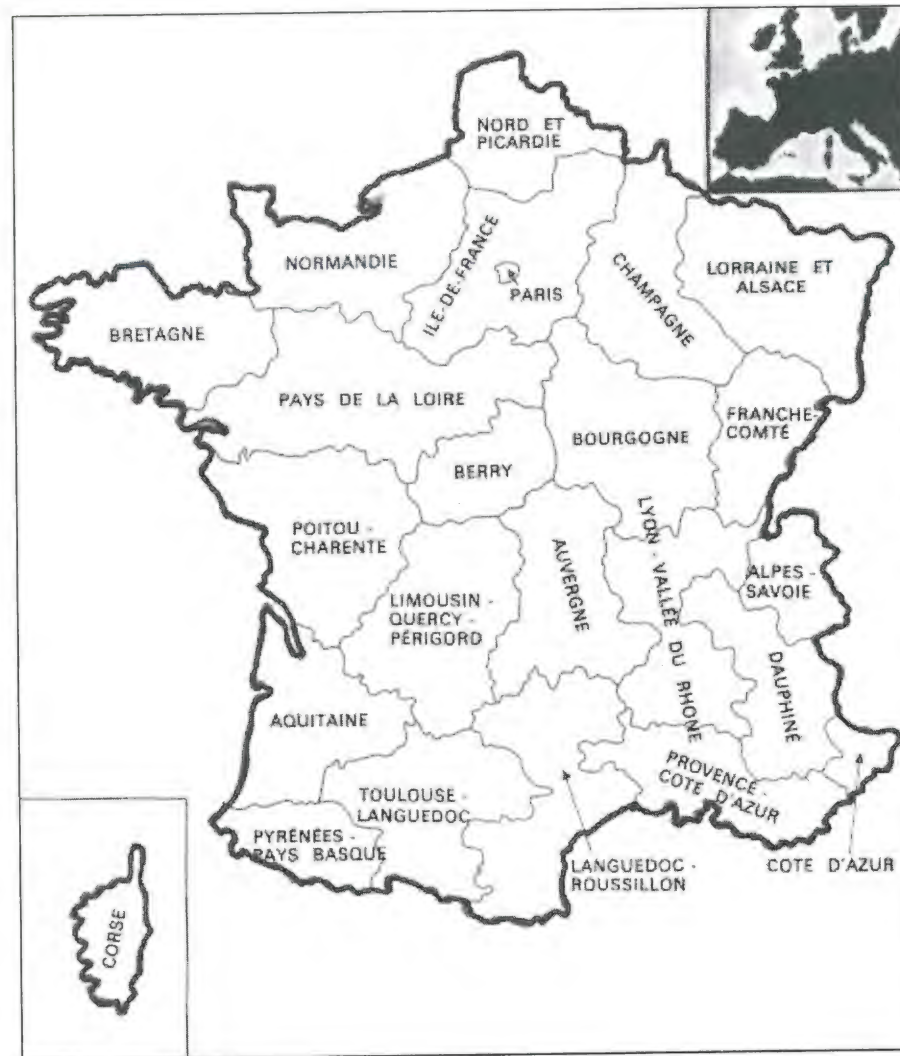 NORD ET
PICARDIE
NORMANDIE
ILE-DE-FRANCE
PARIS
CHAMPAGNE
LORRAINE ET
ALSACE
BRETAGNE
PAYS DE LA LOIRE
BERRY
BOURGOGNE
FRANCHE-
COMTÉ
POITOU -
CHARENTE
LIMOUSIN -
QUERCY -
PÉRIGORD
AUVERGNE
LYON - VALLÉE DU RHONE
ALPES -
SAVOIE
DAUPHINÉ
AQUITAINE
TOULOUSE -
LANGUEDOC
PROVENCE -
COTE D'AZUR
PYRÉNÉES -
PAYS BASQUE
LANGUEDOC -
ROUSSILLON
COTE D'AZUR
CORSE